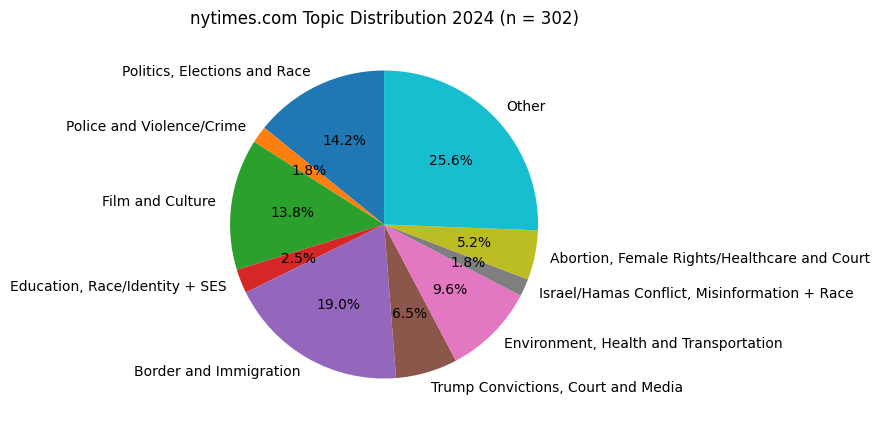 nytimes.com Topic Distribution 2024 (n = 302)
Politics, Elections and Race
14.2%
Police and Violence/Crime
1.8%
Film and Culture
13.8%
Education, Race/Identity + SES
2.5%
Border and Immigration
19.0%
Trump Convictions, Court and Media
6.5%
Environment, Health and Transportation
9.6%
Israel/Hamas Conflict, Misinformation + Race
1.8%
Abortion, Female Rights/Healthcare and Court
5.2%
Other
25.6%